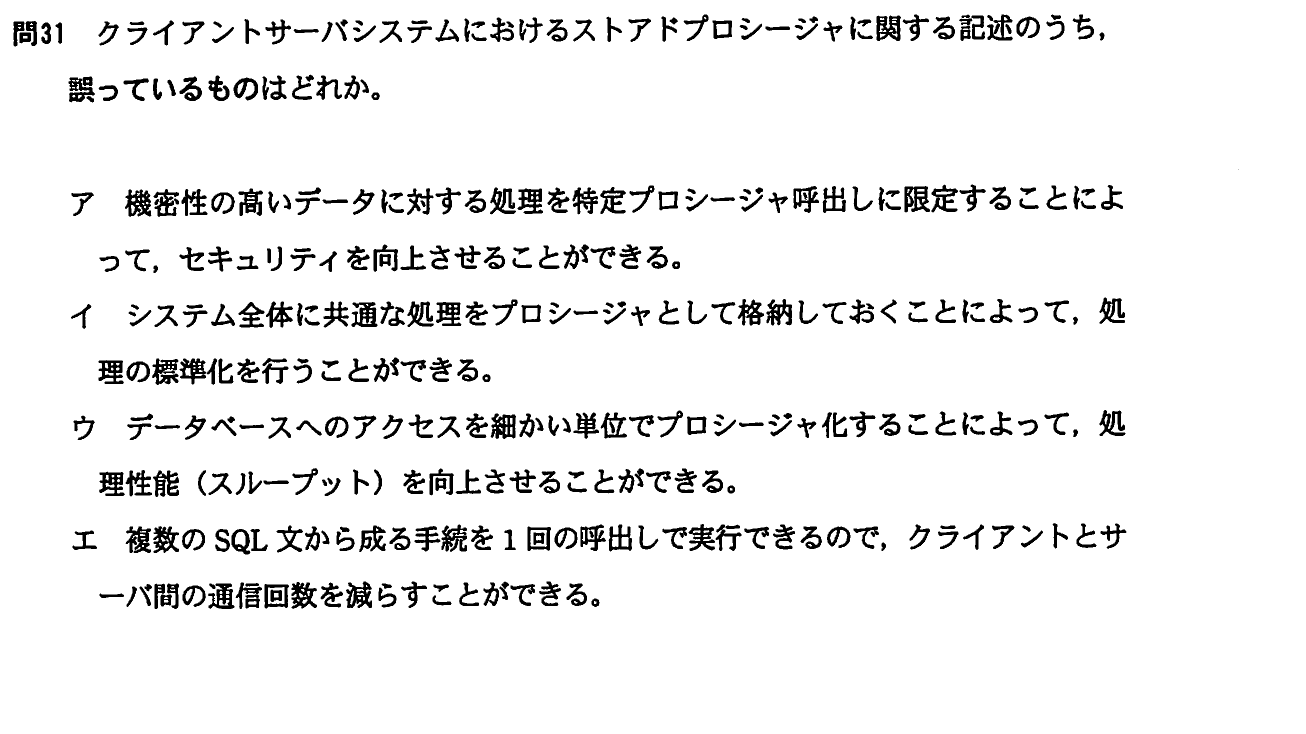 問31 クライアントサーバシステムにおけるストアドプロシージャに関する記述のうち，
誤っているものはどれか。
ア 機密性の高いデータに対する処理を特定プロシージャ呼出しに限定することによ
って，セキュリティを向上させることができる。
イ システム全体に共通な処理をプロシージャとして格納しておくことによって，処
理の標準化を行うことができる。
ウ データベースへのアクセスを細かい単位でプロシージャ化することによって，処
理性能（スループット）を向上させることができる。
エ 複数の SQL 文から成る手続を 1 回の呼出しで実行できるので，クライアントとサ
ーバ間の通信回数を減らすことができる。